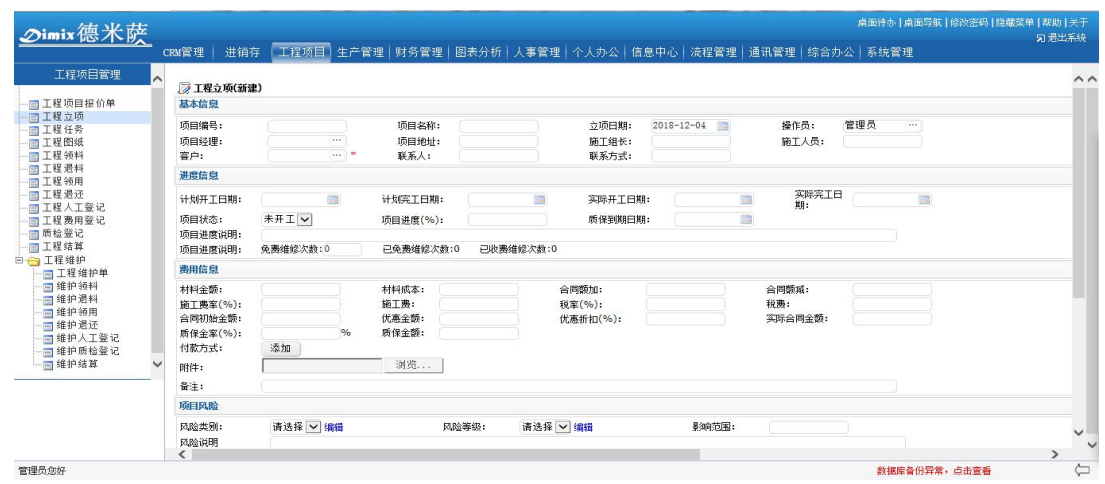 桌面待办 | 桌面导航 | 修改密码 | 隐藏菜单 | 帮助 | 关于
Dimix德米萨
退出系统
CRM管理 | 进销存 | 工程项目 | 生产管理 | 财务管理 | 图表分析 | 人事管理 | 个人办公 | 信息中心 | 流程管理 | 通讯管理 | 综合办公 | 系统管理
工程项目管理
工程项目报价单
工程立项
工程任务
工程图纸
工程领料
工程退料
工程领用
工程退还
工程人工登记
工程费用登记
质检登记
工程结算
工程维护
工程维护单
维护领料
维护退料
维护领用
维护退还
维护人工登记
维护质检登记
维护结算
工程立项(新建)
基本信息
项目编号: 项目名称: 立项日期: 2018-12-04 操作员: 管理员 ...
项目经理: ... 项目地址: 施工组长: 施工人员:
客户: ... * 联系人: 联系方式:
进度信息
计划开工日期: 计划完工日期: 实际开工日期: 实际完工日期:
项目状态: 未开工 项目进度(%): 质保到期日期:
项目进度说明:
项目进度说明: 免费维修次数:0 已免费维修次数:0 已收费维修次数:0
费用信息
材料金额: 材料成本: 合同额加: 合同额减:
施工费率(%): 施工费: 税率(%): 税费:
合同初始金额: 优惠金额: 优惠折扣(%): 实际合同金额:
质保金率(%): % 质保金额:
付款方式: 添加
附件: 浏览...
备注:
项目风险
风险类别: 请选择 编辑 风险等级: 请选择 编辑 影响范围:
风险说明
管理员您好 数据库备份异常，点击查看